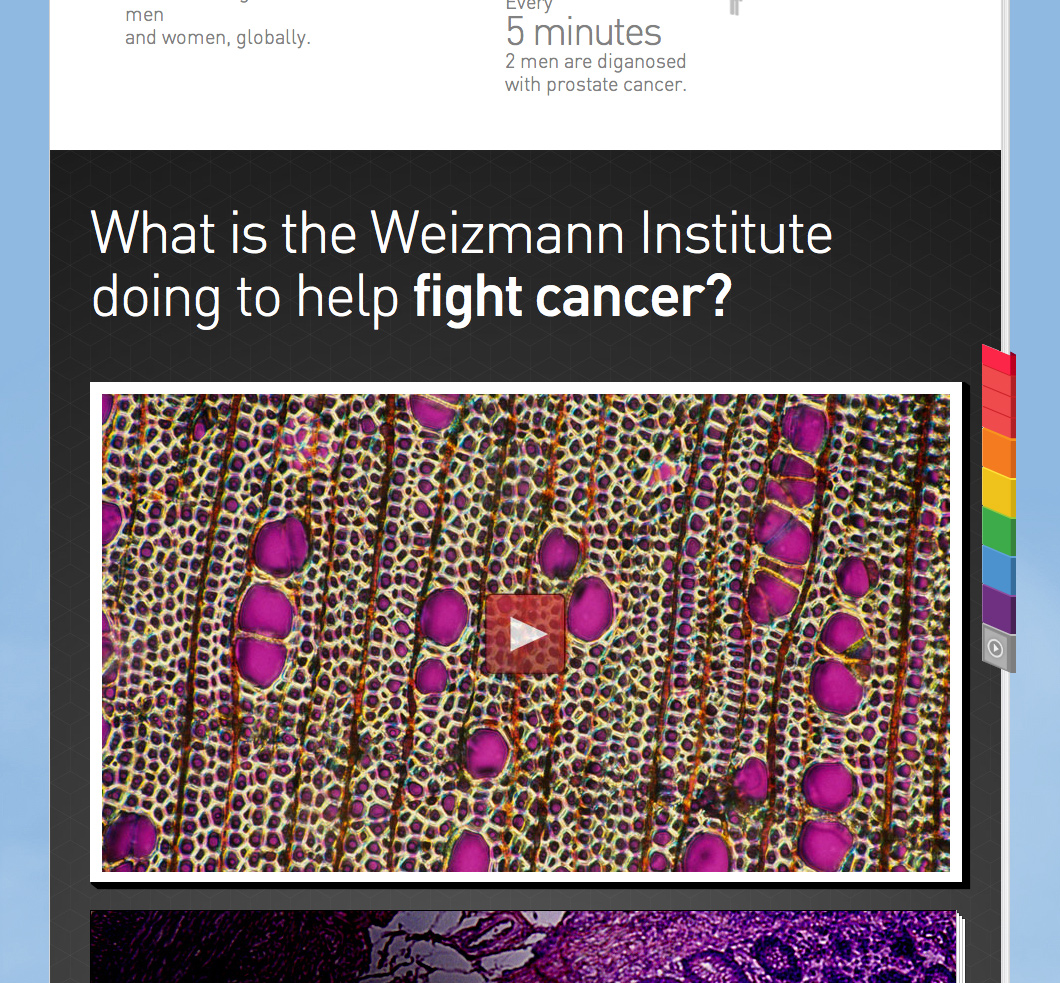 men
and women, globally.
Every
5 minutes
2 men are diganosed
with prostate cancer.
What is the Weizmann Institute
doing to help fight cancer?